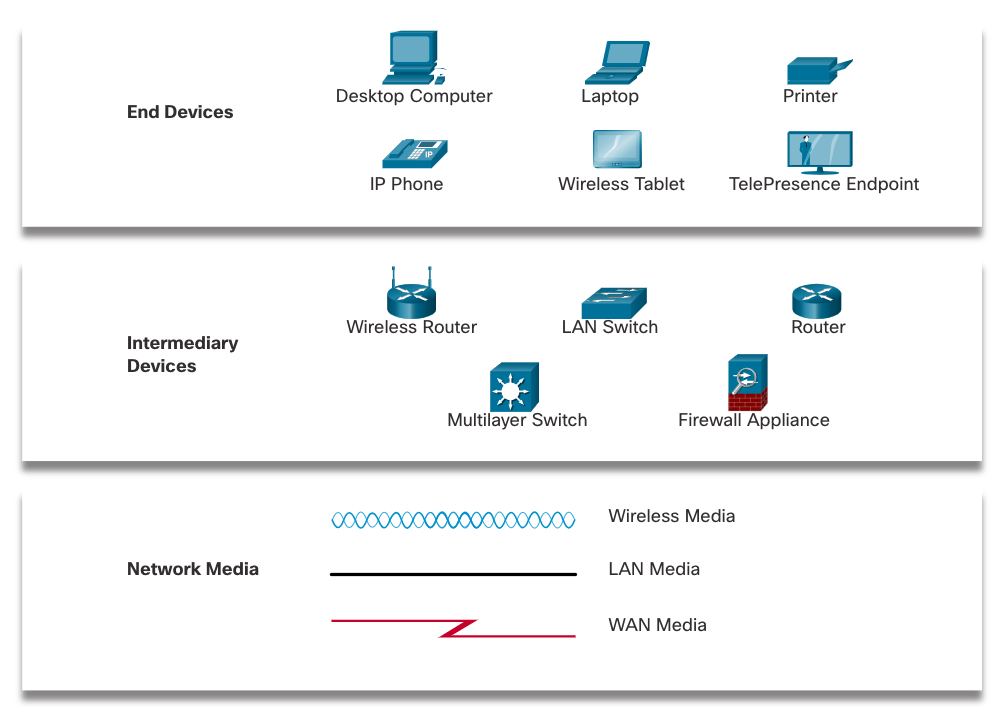 End Devices
Desktop Computer
Laptop
Printer
IP
IP Phone
Wireless Tablet
TelePresence Endpoint
Intermediary
Devices
Wireless Router
LAN Switch
Router
Multilayer Switch
Firewall Appliance
Network Media
Wireless Media
LAN Media
WAN Media